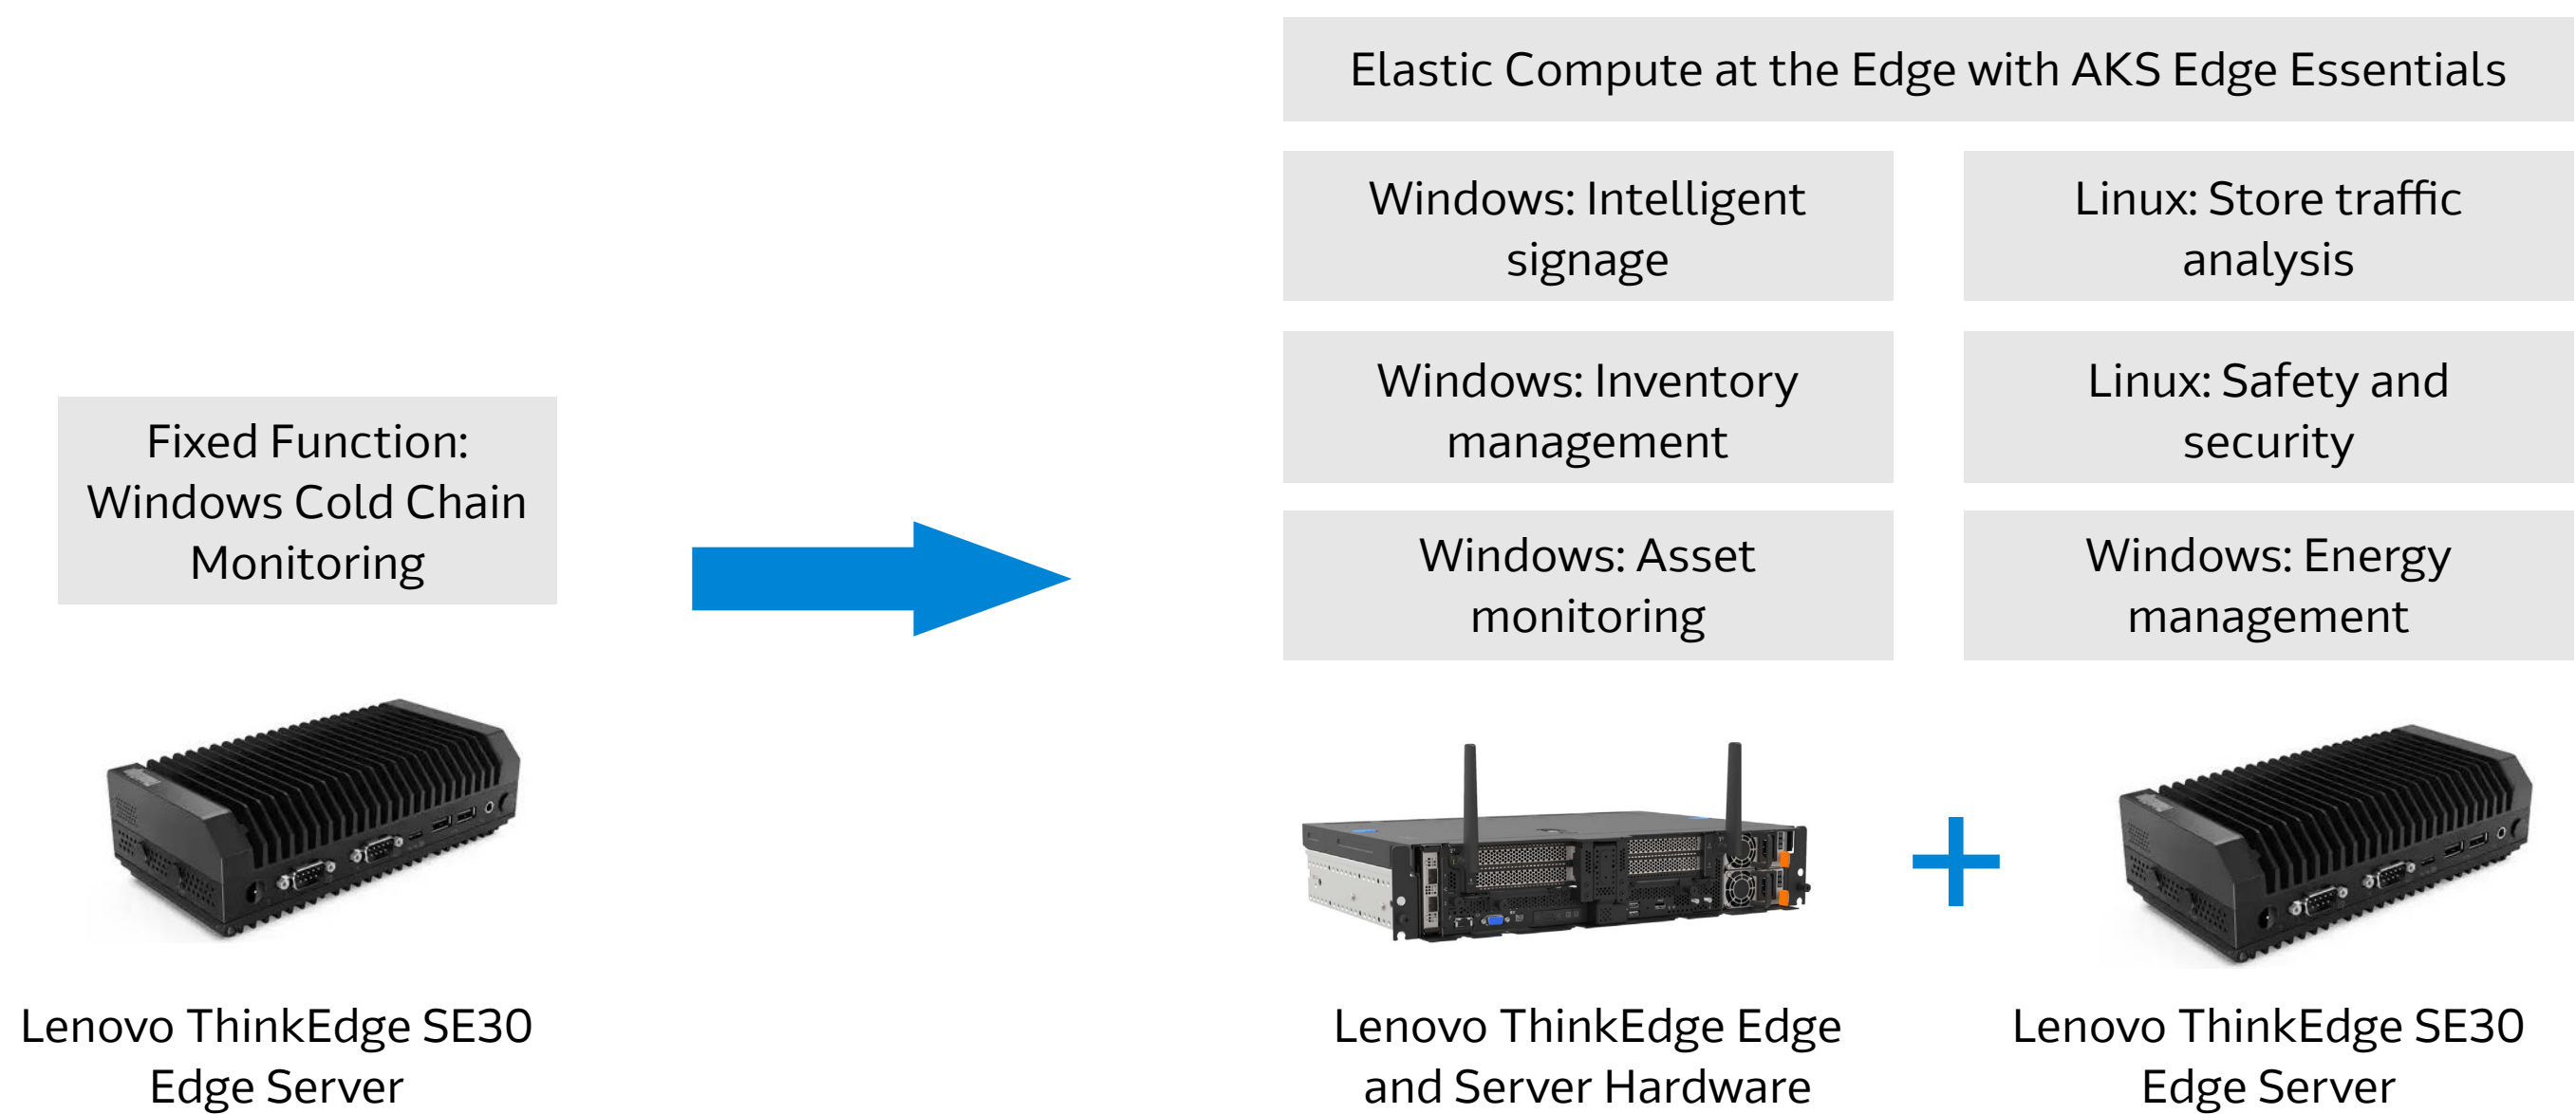 Elastic Compute at the Edge with AKS Edge Essentials
Windows: Intelligent
signage
Linux: Store traffic
analysis
Windows: Inventory
management
Linux: Safety and
security
Fixed Function:
Windows Cold Chain
Monitoring
Windows: Asset
monitoring
Windows: Energy
management
Lenovo ThinkEdge SE30
Edge Server
Lenovo ThinkEdge Edge
and Server Hardware
Lenovo ThinkEdge SE30
Edge Server